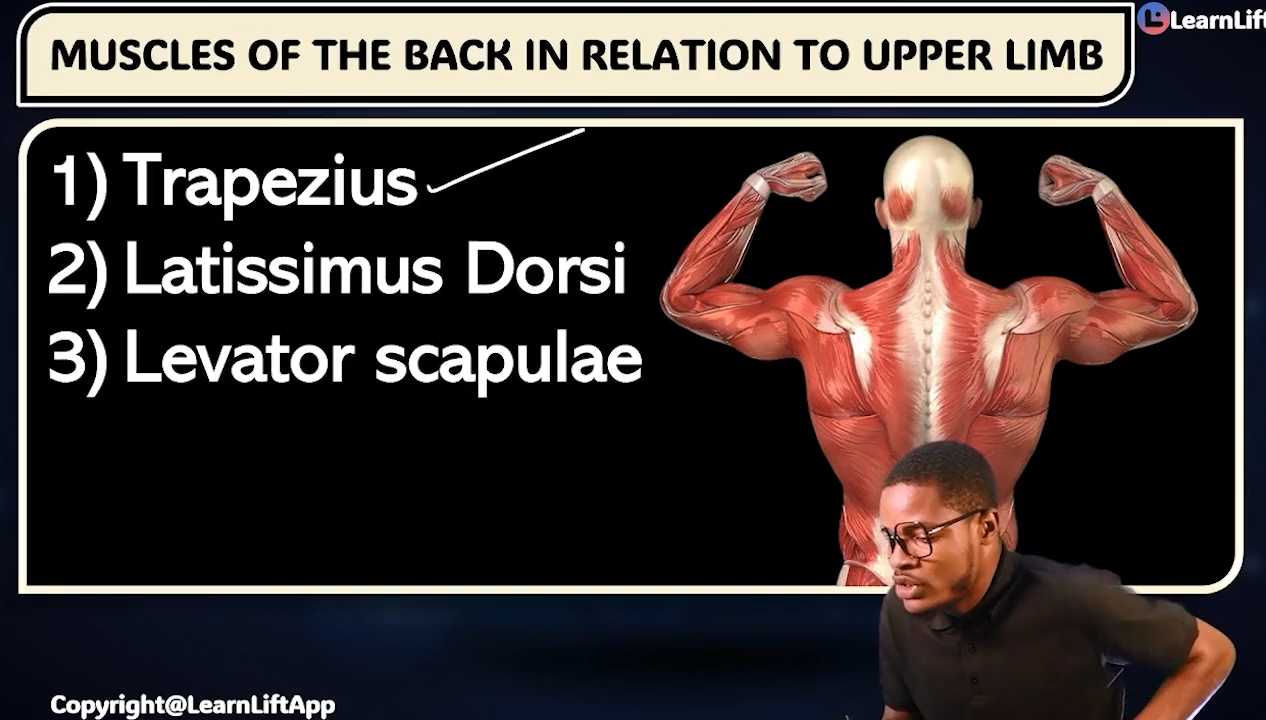 MUSCLES OF THE BACK IN RELATION TO UPPER LIMB
LearnLift
1) Trapezius
2) Latissimus Dorsi
3) Levator scapulae
Copyright@LearnLiftApp